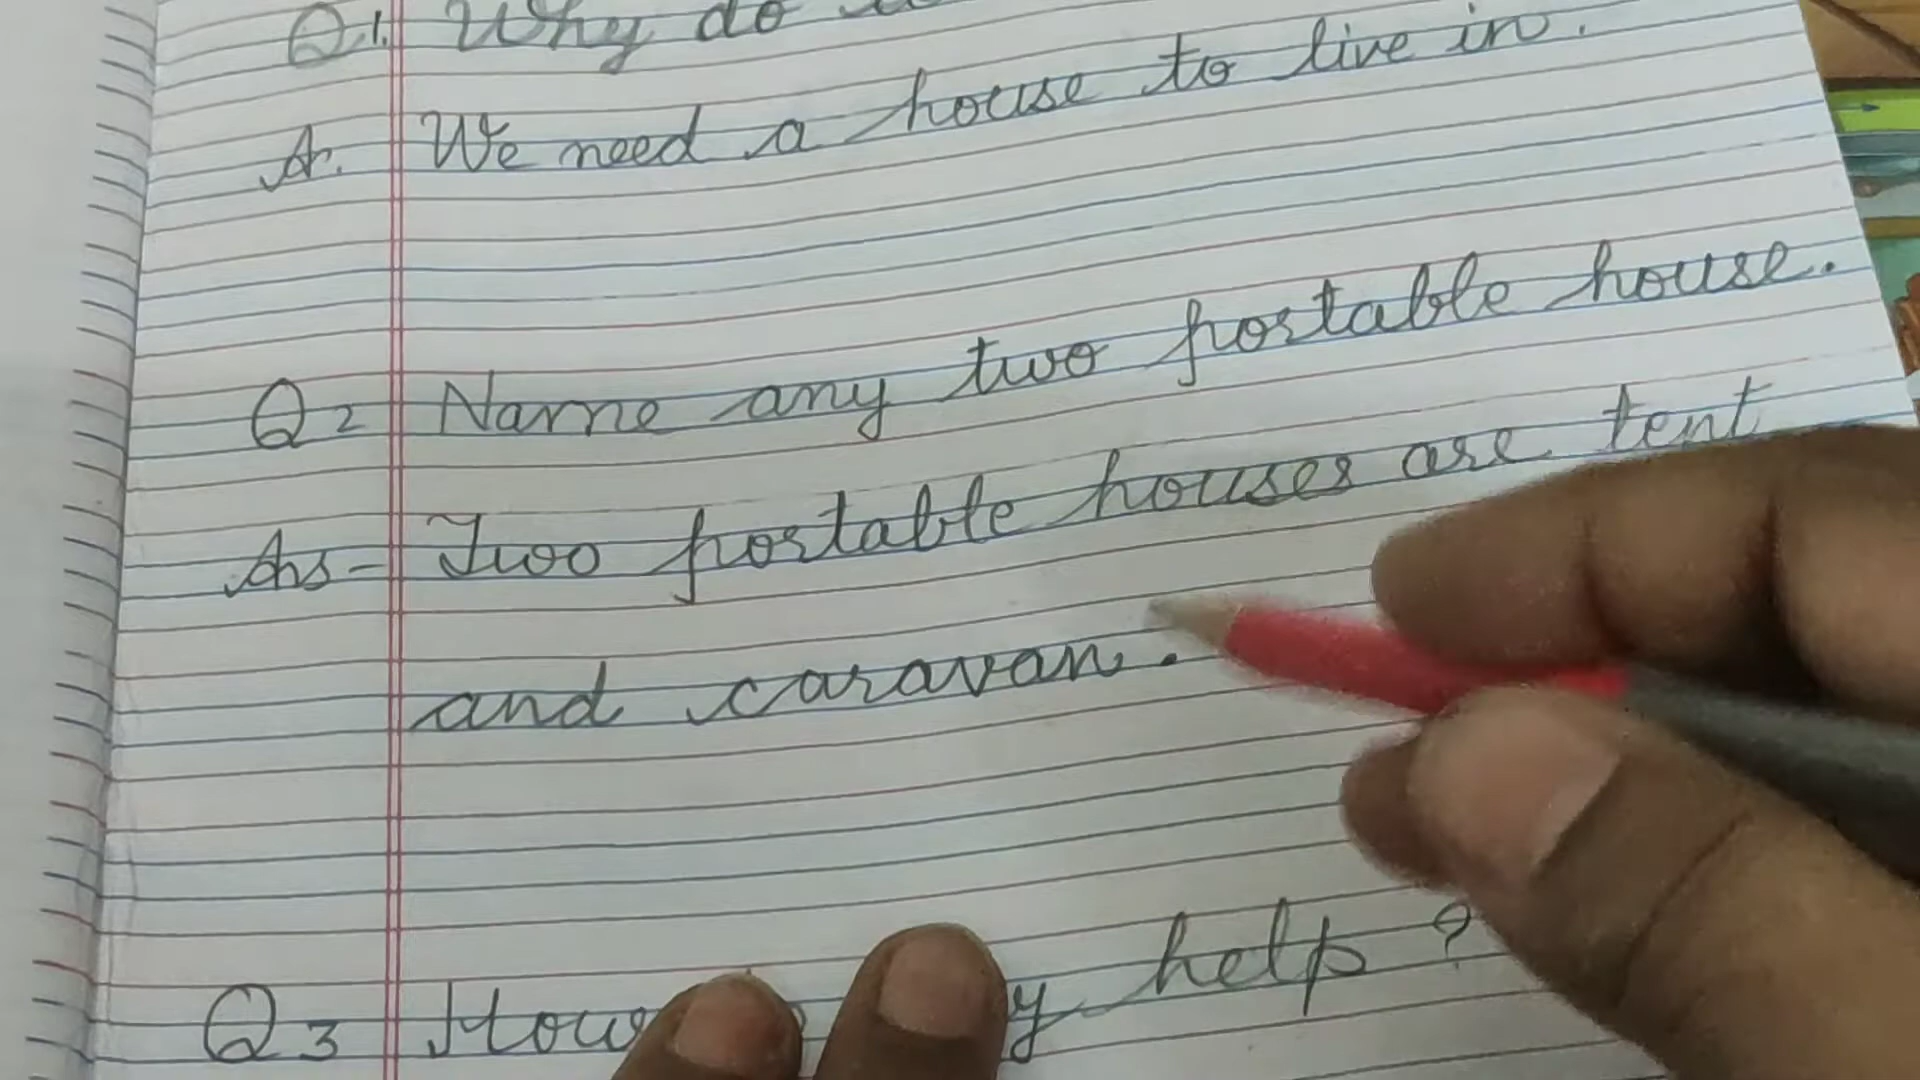 Q1. Why do
A. We need a house to live in.
Q2 Name any two portable house.
Ans- Two portable houses are tent
and caravan.
Q3 help ?